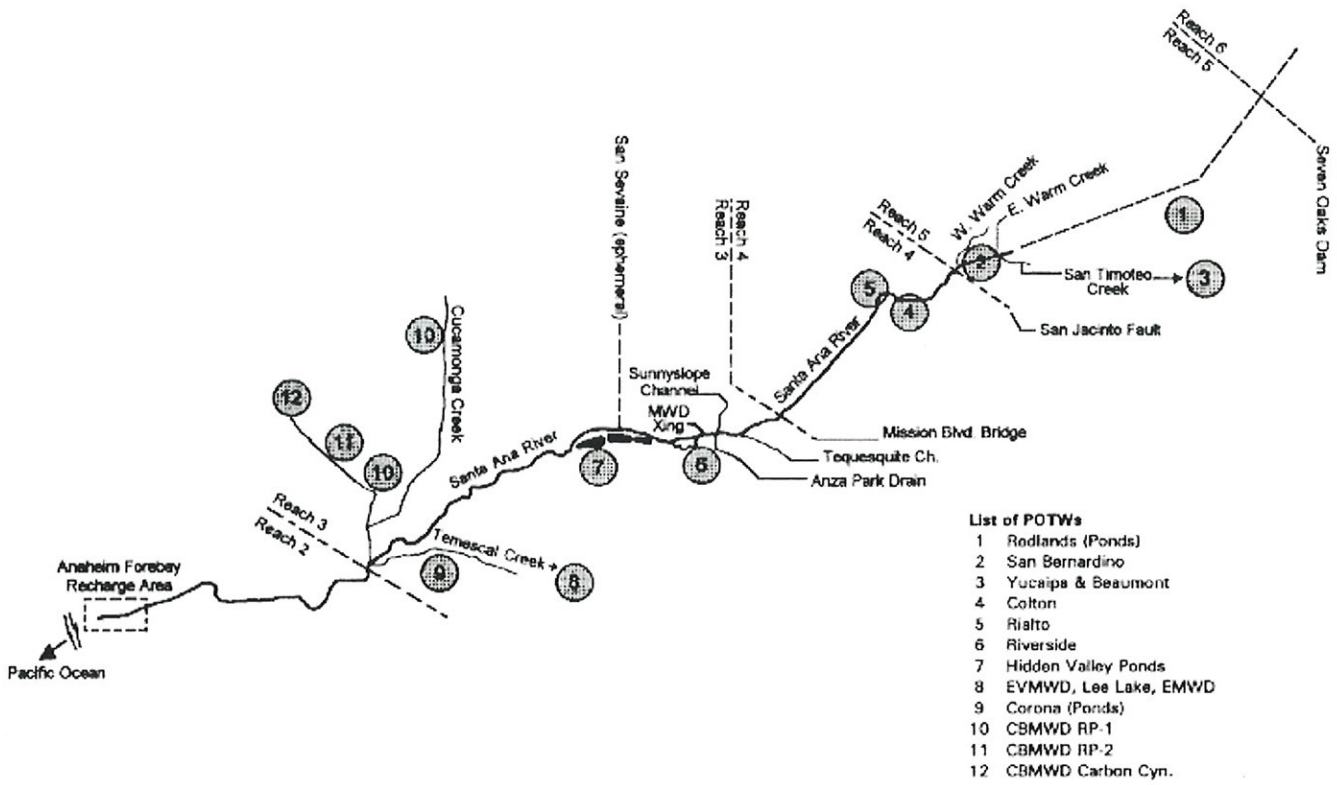 Reach 6
Reach 5
Seven Oaks Dam
W. Warm Creek
E. Warm Creek
1
Reach 5
Reach 4
2
San Timoteo
Creek
3
San Jacinto Fault
5
4
San Sevaine (ephemeral)
Reach 4
Reach 3
Santa Ana River
Sunnyslope
Channel
MWD
Xing
Mission Blvd. Bridge
Tequesquite Ch.
Anza Park Drain
6
7
Santa Ana River
Cucamonga Creek
10
12
11
10
Reach 3
Reach 2
Temescal Creek
9
8
Anaheim Forebay
Recharge Area
Pacific Ocean
List of POTWs
1 Redlands (Ponds)
2 San Bernardino
3 Yucaipa & Beaumont
4 Colton
5 Rialto
6 Riverside
7 Hidden Valley Ponds
8 EVMWD, Lee Lake, EMWD
9 Corona (Ponds)
10 CBMWD RP-1
11 CBMWD RP-2
12 CBMWD Carbon Cyn.